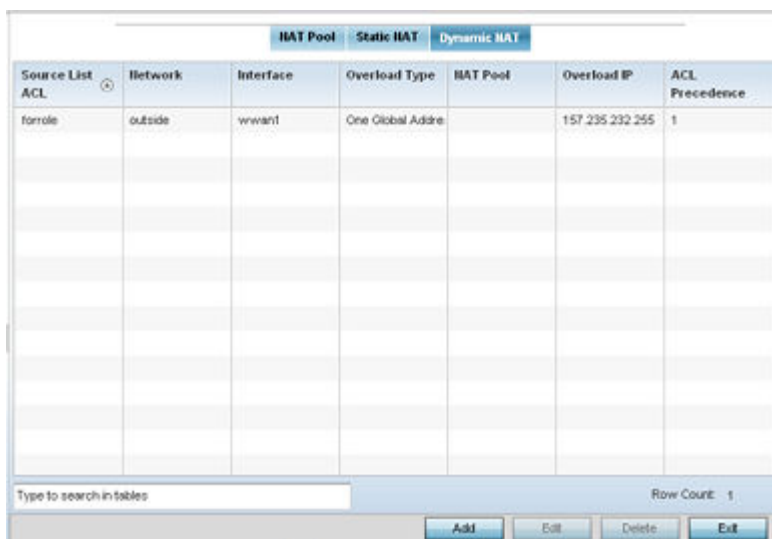 NAT Pool Static NAT Dynamic NAT
Source List ACL Network Interface Overload Type NAT Pool Overload IP ACL Precedence
forrole outside wwan1 One Global Addre 157.235.232.255 1
Type to search in tables Row Count: 1
Add Edit Delete Exit